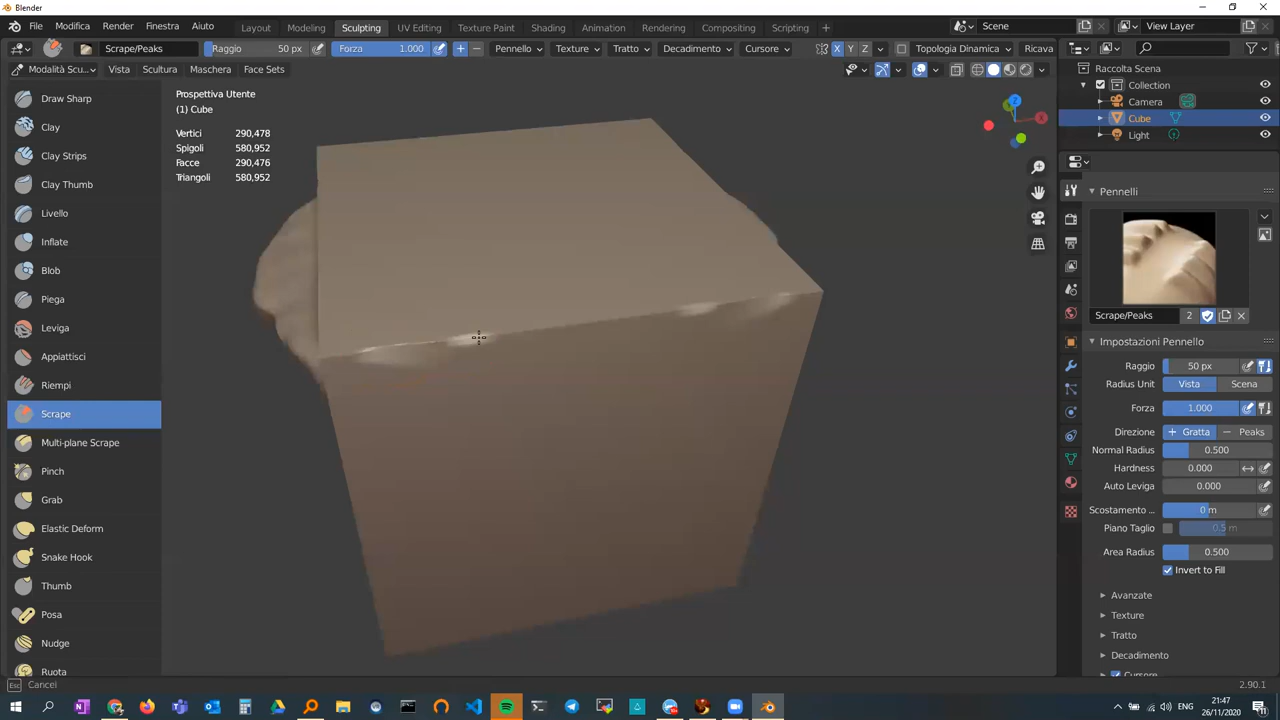 Blender
File Modifica Render Finestra Aiuto Layout Modeling Sculpting UV Editing Texture Paint Shading Animation Rendering Compositing Scripting Scene View Layer
Scrape/Peaks Raggio 50 px Forza 1.000 + − Pennello Texture Tratto Decadimento Cursore X Y Z Topologia Dinamica Ricava
Modalità Scu... Vista Scultura Maschera Face Sets
Raccolta Scena
Collection
Camera
Cube
Light
Draw Sharp
Clay
Clay Strips
Clay Thumb
Livello
Inflate
Blob
Piega
Leviga
Appiattisci
Riempi
Scrape
Multi-plane Scrape
Pinch
Grab
Elastic Deform
Snake Hook
Thumb
Posa
Nudge
Ruota
Prospettiva Utente
(1) Cube
Vertici 290,478
Spigoli 580,952
Facce 290,476
Triangoli 580,952
Z
X
Pennelli
Scrape/Peaks 2
Impostazioni Pennello
Raggio 50 px
Radius Unit Vista Scena
Forza 1.000
Direzione + Gratta − Peaks
Normal Radius 0.500
Hardness 0.000
Auto Leviga 0.000
Scostamento ... 0 m
Piano Taglio 0.5 m
Area Radius 0.500
Invert to Fill
Avanzate
Texture
Tratto
Decadimento
Cursore
Esc Cancel 2.90.1
21:47
26/11/2020